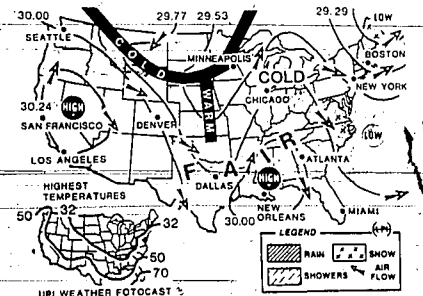 30.00 29.77 29.53 29.29 LOW
SEATTLE
COLD
MINNEAPOLIS
BOSTON
COLD
NEW YORK
CHICAGO
WARM
30.24 HIGH
SAN FRANCISCO
DENVER
LOW
LOS ANGELES
FAIR
ATLANTA
DALLAS
HIGH
HIGHEST
TEMPERATURES
NEW
ORLEANS
30.00
MIAMI
50 32
32
50
70
LEGEND
RAIN
SNOW
SHOWERS
AIR
FLOW
UPI WEATHER FOTOCAST